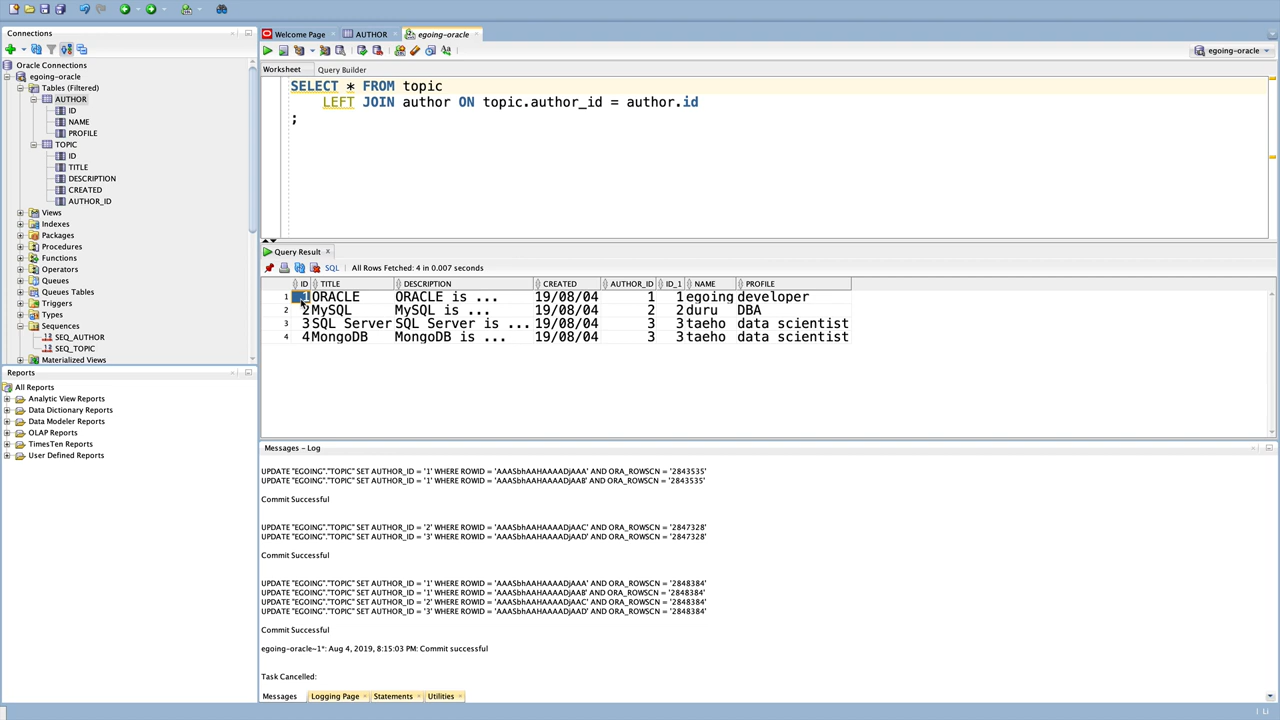 Connections
Welcome Page
AUTHOR
egoing-oracle
egoing-oracle
Worksheet
Query Builder
Oracle Connections
egoing-oracle
Tables (Filtered)
AUTHOR
ID
NAME
PROFILE
TOPIC
ID
TITLE
DESCRIPTION
CREATED
AUTHOR_ID
Views
Indexes
Packages
Procedures
Functions
Operators
Queues
Queues Tables
Triggers
Types
Sequences
SEQ_AUTHOR
SEQ_TOPIC
Materialized Views
SELECT * FROM topic
LEFT JOIN author ON topic.author_id = author.id
;
Query Result
SQL All Rows Fetched: 4 in 0.007 seconds
ID TITLE DESCRIPTION CREATED AUTHOR_ID ID_1 NAME PROFILE
1 1 ORACLE ORACLE is ... 19/08/04 1 1 egoing developer
2 2 MySQL MySQL is ... 19/08/04 2 2 duru DBA
3 3 SQL Server SQL Server is ... 19/08/04 3 3 taeho data scientist
4 4 MongoDB MongoDB is ... 19/08/04 3 3 taeho data scientist
Reports
All Reports
Analytic View Reports
Data Dictionary Reports
Data Modeler Reports
OLAP Reports
TimesTen Reports
User Defined Reports
Messages - Log
UPDATE "EGOING"."TOPIC" SET AUTHOR_ID = '1' WHERE ROWID = 'AAASbhAAHAAAADjAAA' AND ORA_ROWSCN = '2843535'
UPDATE "EGOING"."TOPIC" SET AUTHOR_ID = '1' WHERE ROWID = 'AAASbhAAHAAAADjAAB' AND ORA_ROWSCN = '2843535'
Commit Successful
UPDATE "EGOING"."TOPIC" SET AUTHOR_ID = '2' WHERE ROWID = 'AAASbhAAHAAAADjAAC' AND ORA_ROWSCN = '2847328'
UPDATE "EGOING"."TOPIC" SET AUTHOR_ID = '3' WHERE ROWID = 'AAASbhAAHAAAADjAAD' AND ORA_ROWSCN = '2847328'
Commit Successful
UPDATE "EGOING"."TOPIC" SET AUTHOR_ID = '1' WHERE ROWID = 'AAASbhAAHAAAADjAAA' AND ORA_ROWSCN = '2848384'
UPDATE "EGOING"."TOPIC" SET AUTHOR_ID = '1' WHERE ROWID = 'AAASbhAAHAAAADjAAB' AND ORA_ROWSCN = '2848384'
UPDATE "EGOING"."TOPIC" SET AUTHOR_ID = '2' WHERE ROWID = 'AAASbhAAHAAAADjAAC' AND ORA_ROWSCN = '2848384'
UPDATE "EGOING"."TOPIC" SET AUTHOR_ID = '3' WHERE ROWID = 'AAASbhAAHAAAADjAAD' AND ORA_ROWSCN = '2848384'
Commit Successful
egoing-oracle~1*: Aug 4, 2019, 8:15:03 PM: Commit successful
Task Cancelled:
Messages
Logging Page
Statements
Utilities